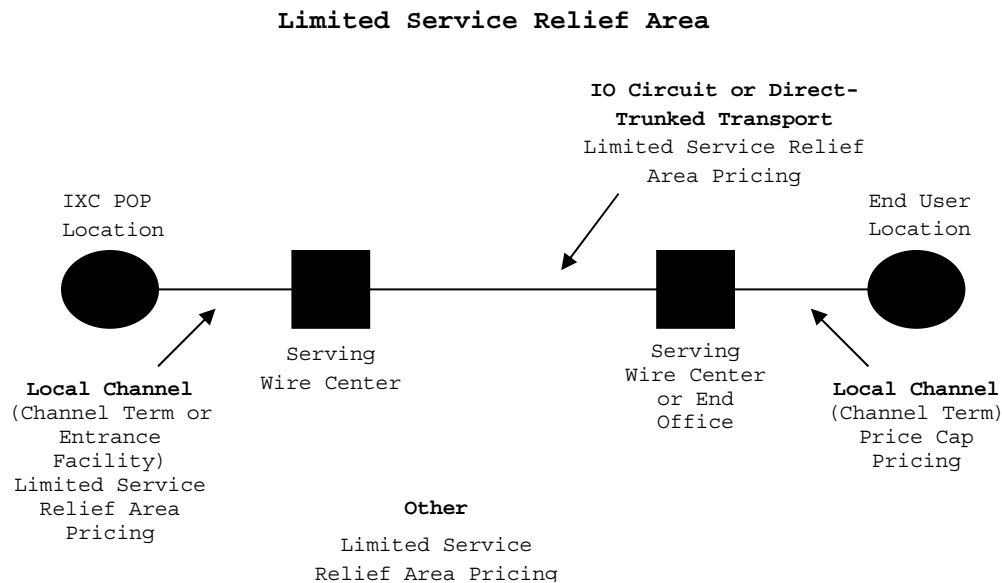 Limited Service Relief Area
IO Circuit or Direct-
Trunked Transport
Limited Service Relief
Area Pricing
IXC POP
Location
End User
Location
Serving
Wire Center
Serving
Wire Center
or End
Office
Local Channel
(Channel Term or
Entrance
Facility)
Limited Service
Relief Area
Pricing
Local Channel
(Channel Term)
Price Cap
Pricing
Other
Limited Service
Relief Area Pricing